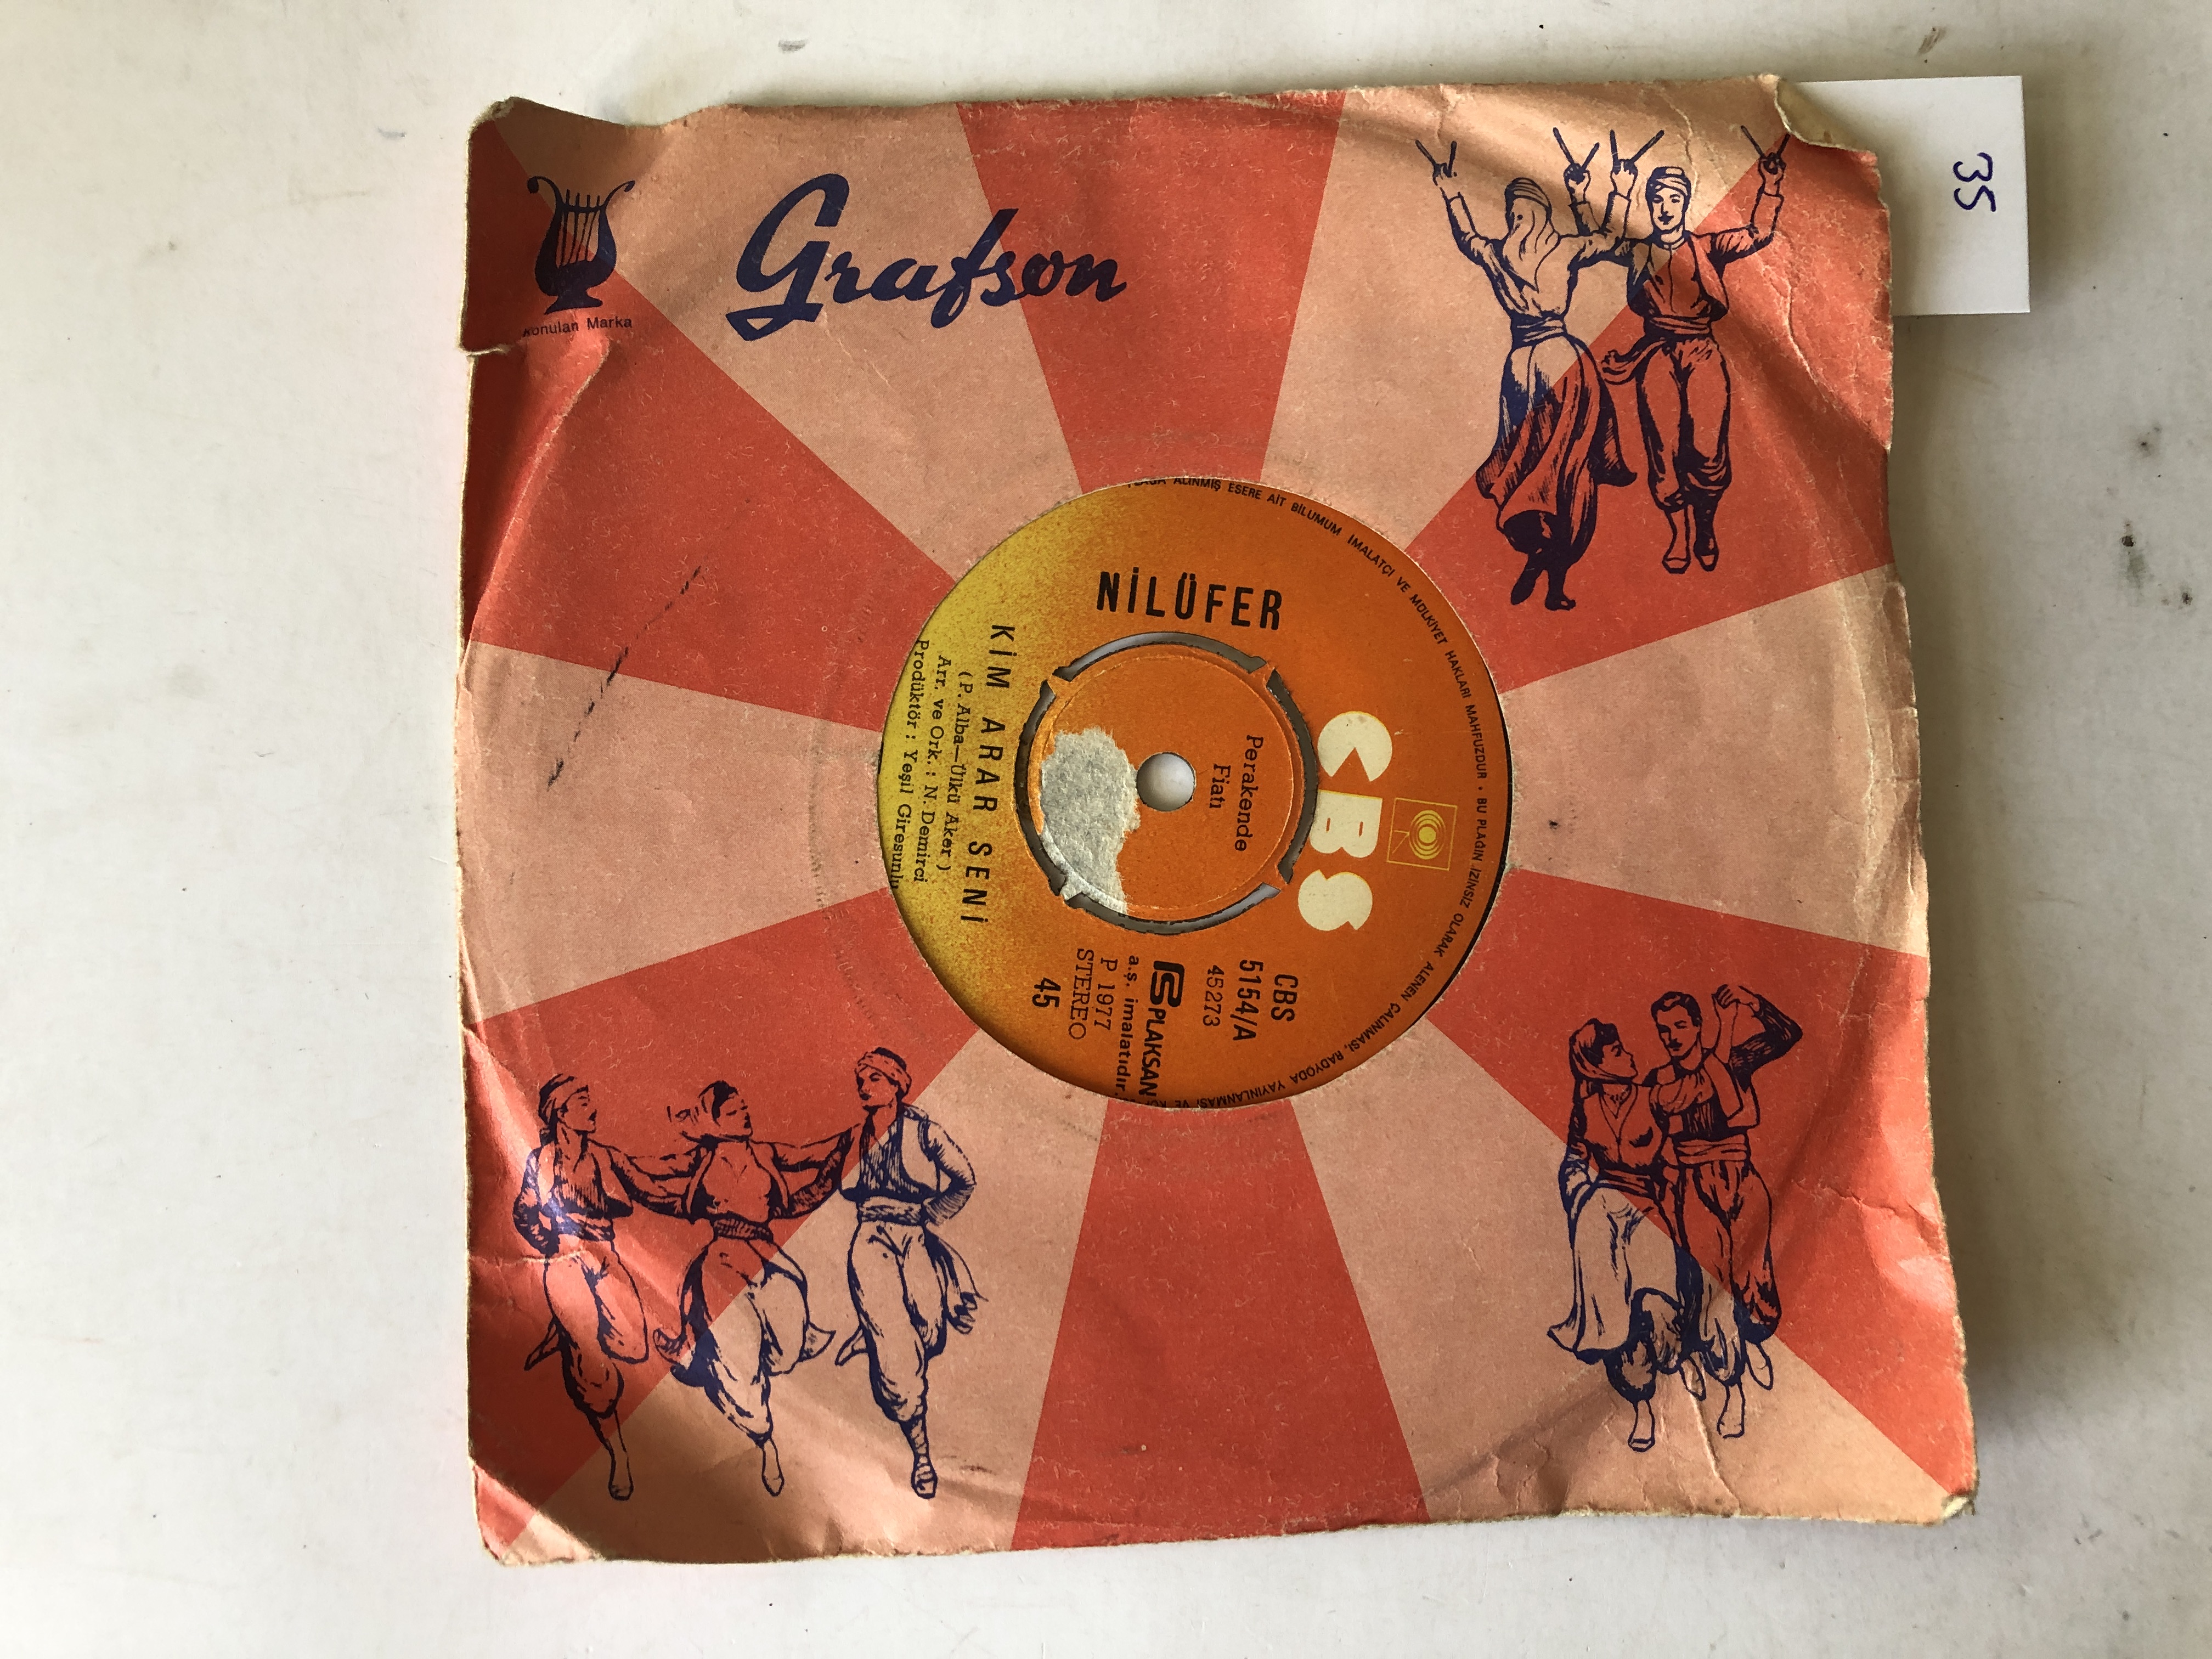 Grafson
Konulan Marka
35
PLAĞA ALINMIŞ ESERE AİT BİLUMUM İMALATÇI VE MÜLKİYET HAKLARI MAHFUZDUR • BU PLAĞIN İZİNSİZ OLARAK ALENEN ÇALINMASI, RADYODA YAYINLANMASI VE
NİLÜFER
CBS
Perakende
Fiatı
CBS
5154/A
45273
PLAKSAN
a.ş. imalatıdır.
P 1977
STEREO
45
KİM ARAR SENİ
(P. Alba—Ülkü Aker)
Arr. ve Ork. : N. Demirci
Prodüktör : Yeşil Giresunlu